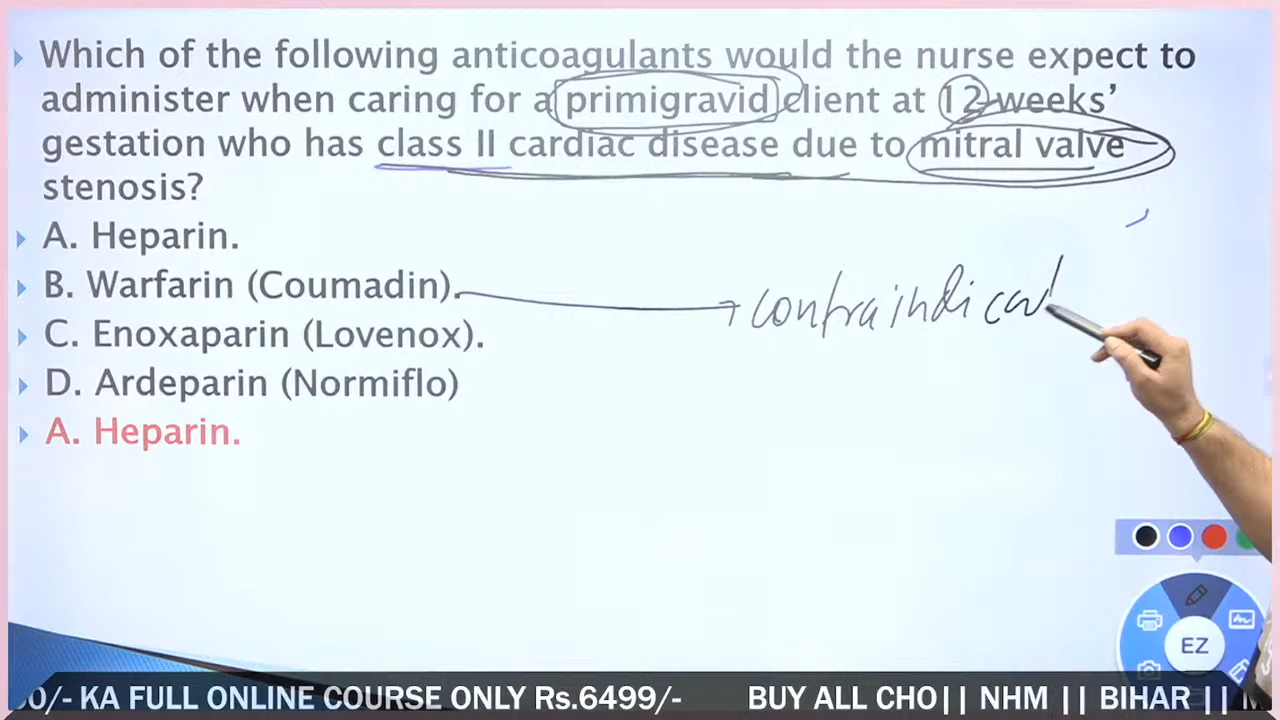 Which of the following anticoagulants would the nurse expect to
administer when caring for a primigravid client at 12 weeks’
gestation who has class II cardiac disease due to mitral valve
stenosis?
A. Heparin.
B. Warfarin (Coumadin).
contraindicat
C. Enoxaparin (Lovenox).
D. Ardeparin (Normiflo)
A. Heparin.
EZ
0/- KA FULL ONLINE COURSE ONLY Rs.6499/- BUY ALL CHO|| NHM || BIHAR ||